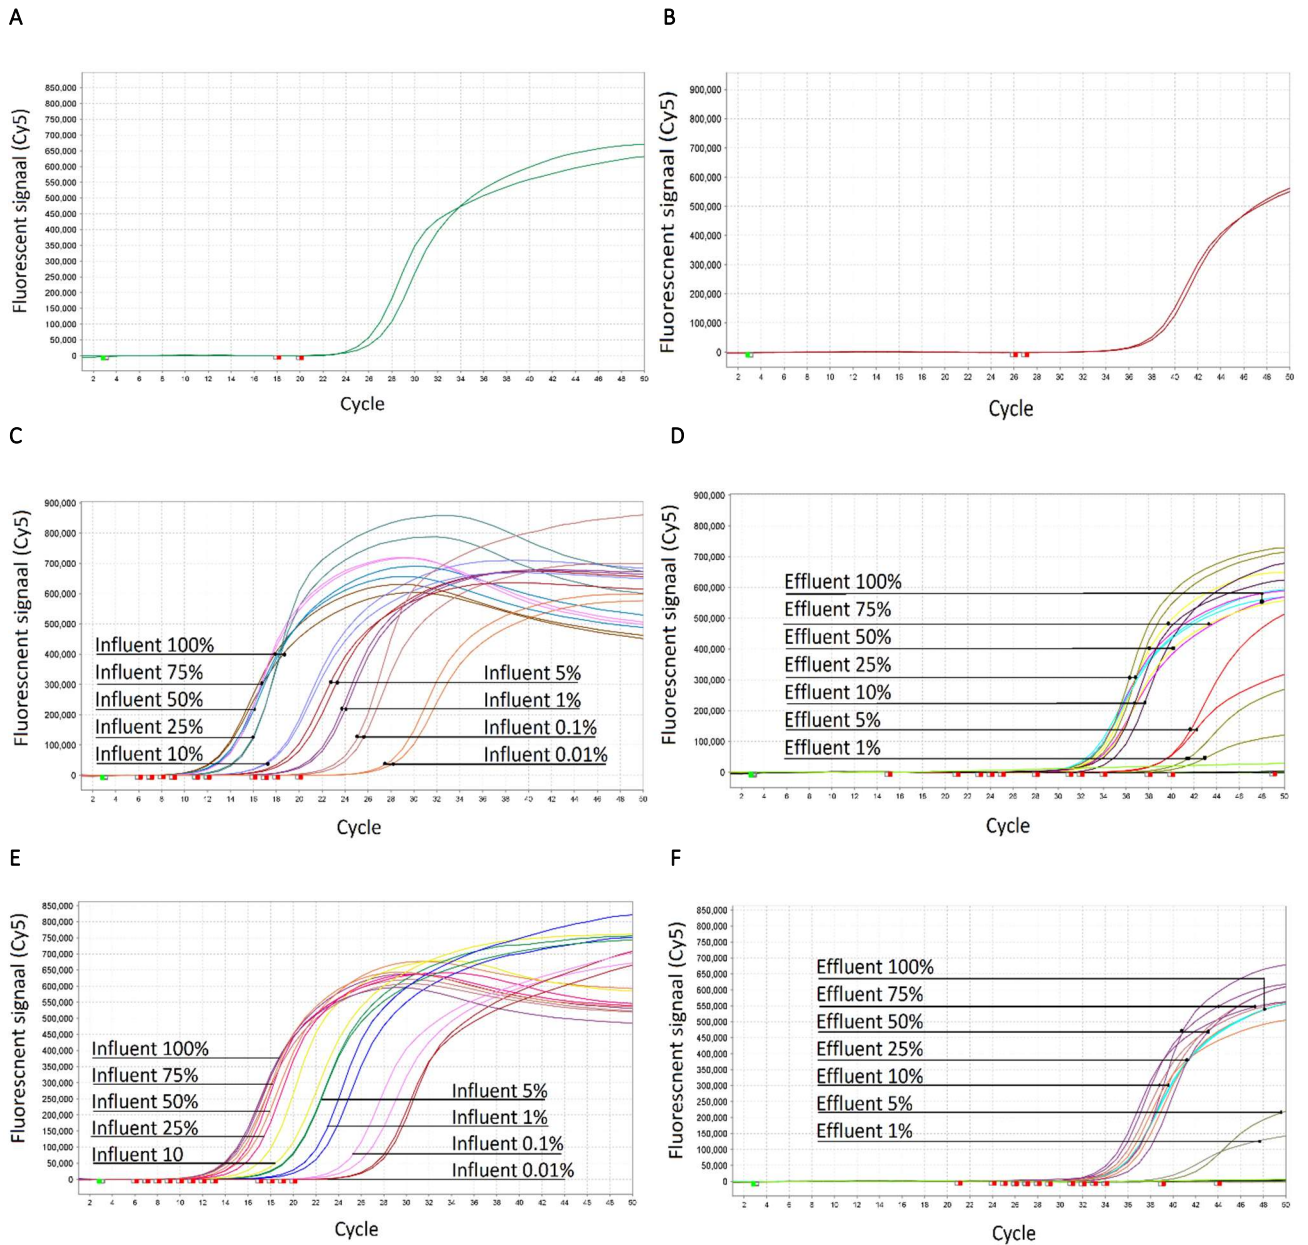 A
B
Fluorescent signaal (Cy5)
850,000
800,000
750,000
700,000
650,000
600,000
550,000
500,000
450,000
400,000
350,000
300,000
250,000
200,000
150,000
100,000
50,000
0
2 4 6 8 10 12 14 16 18 20 22 24 26 28 30 32 34 36 38 40 42 44 46 48 50
Cycle
Fluorescnent signaal (Cy5)
900,000
800,000
700,000
600,000
500,000
400,000
300,000
200,000
100,000
0
2 4 6 8 10 12 14 16 18 20 22 24 26 28 30 32 34 36 38 40 42 44 46 48 50
Cycle
C
D
Fluorescnent signaal (Cy5)
900,000
800,000
700,000
600,000
500,000
400,000
300,000
200,000
100,000
0
Influent 100%
Influent 75%
Influent 50%
Influent 25%
Influent 10%
Influent 5%
Influent 1%
Influent 0.1%
Influent 0.01%
2 4 6 8 10 12 14 16 18 20 22 24 26 28 30 32 34 36 38 40 42 44 46 48 50
Cycle
Fluorescnent signaal (Cy5)
900,000
800,000
700,000
600,000
500,000
400,000
300,000
200,000
100,000
0
Effluent 100%
Effluent 75%
Effluent 50%
Effluent 25%
Effluent 10%
Effluent 5%
Effluent 1%
2 4 6 8 10 12 14 16 18 20 22 24 26 28 30 32 34 36 38 40 42 44 46 48 50
Cycle
E
F
Fluorescnent signaal (Cy5)
850,000
800,000
750,000
700,000
650,000
600,000
550,000
500,000
450,000
400,000
350,000
300,000
250,000
200,000
150,000
100,000
50,000
0
Influent 100%
Influent 75%
Influent 50%
Influent 25%
Influent 10
Influent 5%
Influent 1%
Influent 0.1%
Influent 0.01%
2 4 6 8 10 12 14 16 18 20 22 24 26 28 30 32 34 36 38 40 42 44 46 48 50
Cycle
Fluorescnent signaal (Cy5)
850,000
800,000
750,000
700,000
650,000
600,000
550,000
500,000
450,000
400,000
350,000
300,000
250,000
200,000
150,000
100,000
50,000
0
Effluent 100%
Effluent 75%
Effluent 50%
Effluent 25%
Effluent 10%
Effluent 5%
Effluent 1%
2 4 6 8 10 12 14 16 18 20 22 24 26 28 30 32 34 36 38 40 42 44 46 48 50
Cycle